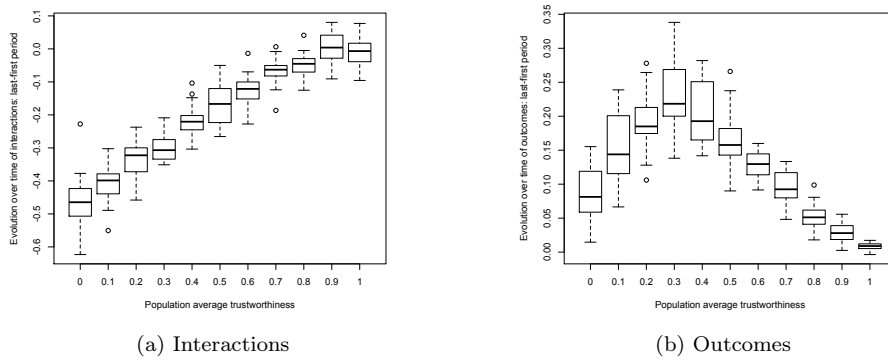 Evolution over time of interactions: last-first period
0.1
0.0
-0.1
-0.2
-0.3
-0.4
-0.5
-0.6
0 0.1 0.2 0.3 0.4 0.5 0.6 0.7 0.8 0.9 1
Population average trustworthiness
(a) Interactions
Evolution over time of outcomes: last-first period
0.35
0.30
0.25
0.20
0.15
0.10
0.05
0.00
0 0.1 0.2 0.3 0.4 0.5 0.6 0.7 0.8 0.9 1
Population average trustworthiness
(b) Outcomes